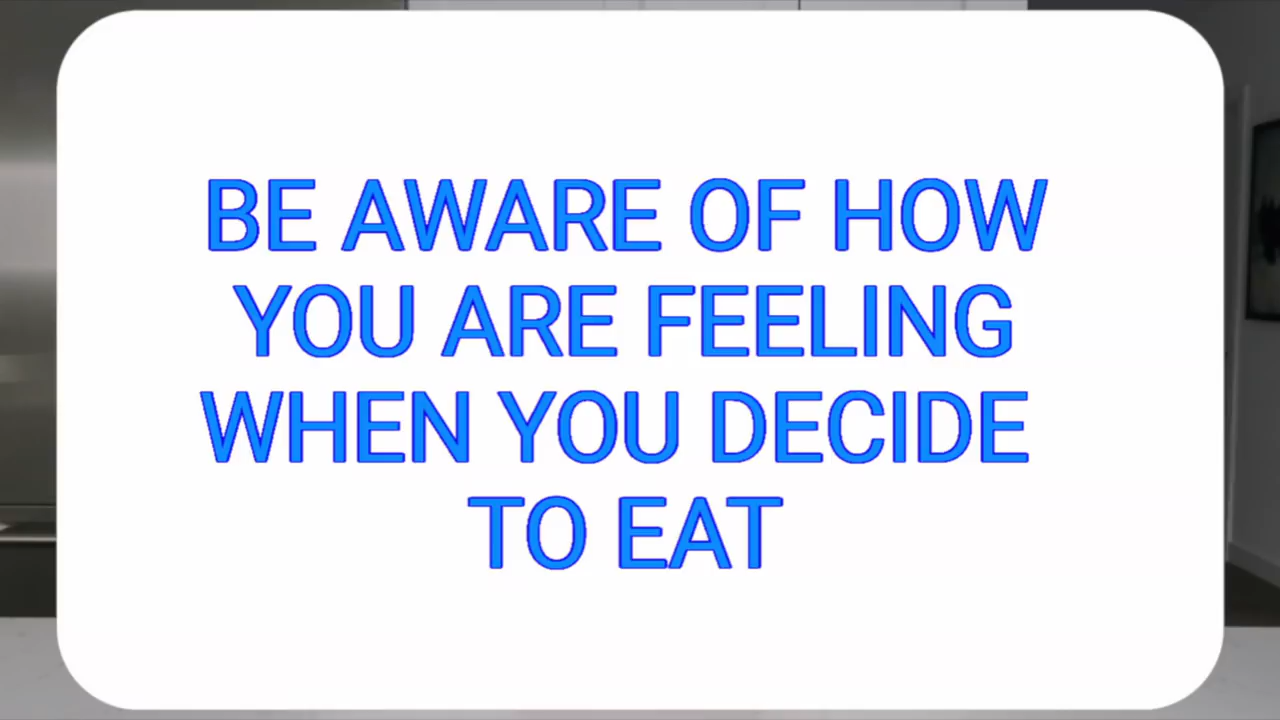 BE AWARE OF HOW
YOU ARE FEELING
WHEN YOU DECIDE
TO EAT